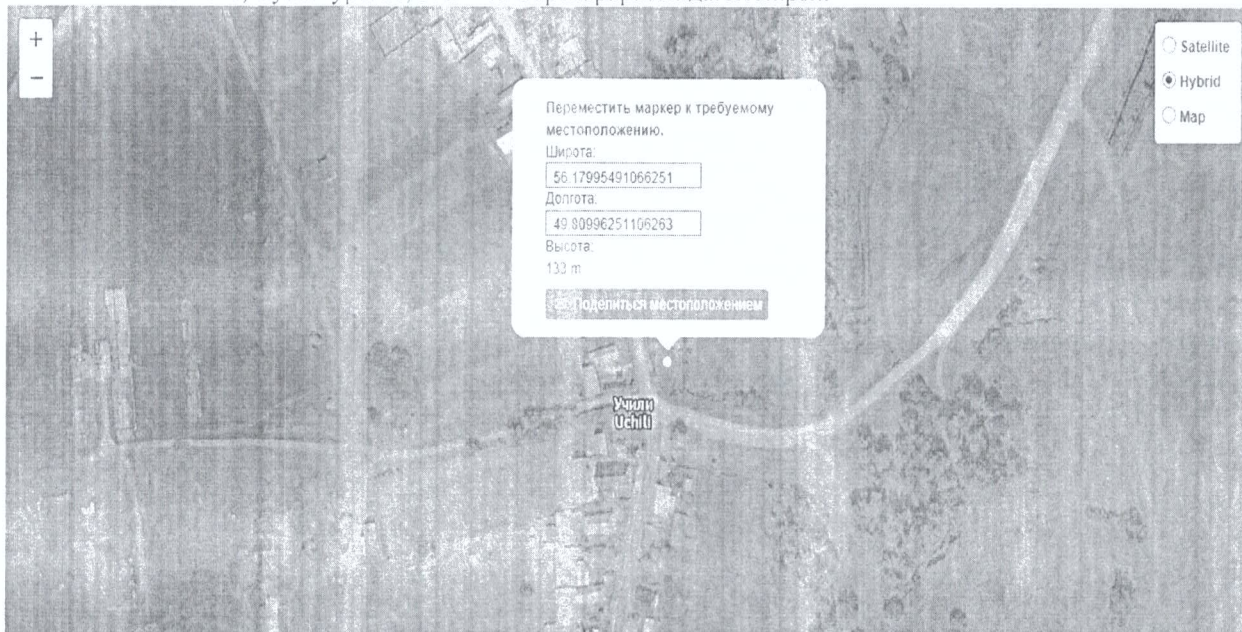 +
−
Satellite
Hybrid
Map
Переместить маркер к требуемому
местоположению.
Широта:
56.17995491066251
Долгота:
49.80996251106263
Высота:
133 m
Поделиться местоположением
Учили
Uchili